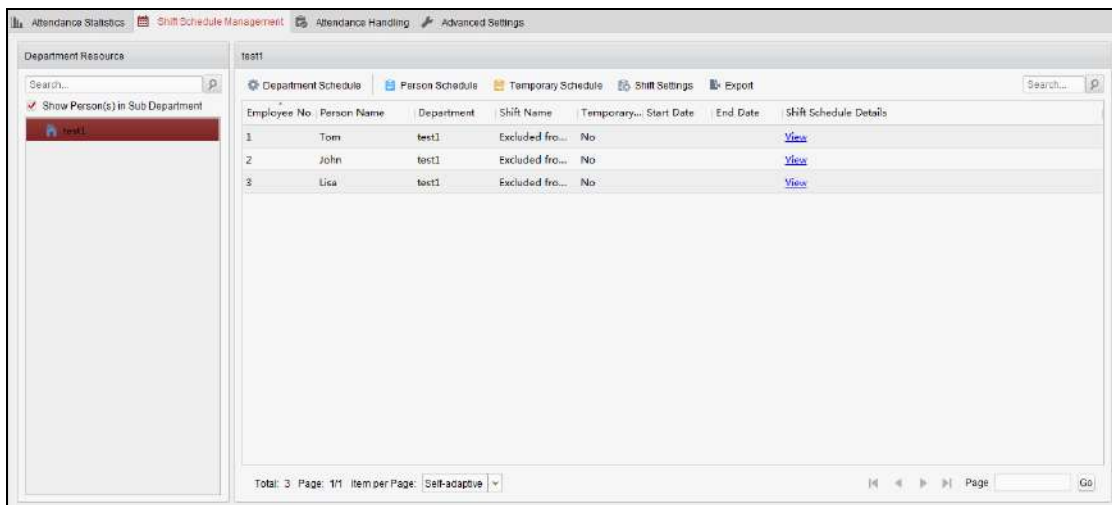 Attendance Statistics Shift Schedule Management Attendance Handling Advanced Settings
Department Resource
Search...
Show Person(s) in Sub Department
test1
test1
Department Schedule Person Schedule Temporary Schedule Shift Settings Export Search...
Employee No Person Name Department Shift Name Temporary... Start Date End Date Shift Schedule Details
1 Tom test1 Excluded fro... No View
2 John test1 Excluded fro... No View
3 Lisa test1 Excluded fro... No View
Total: 3 Page: 1/1 Item per Page: Self-adaptive Page Go